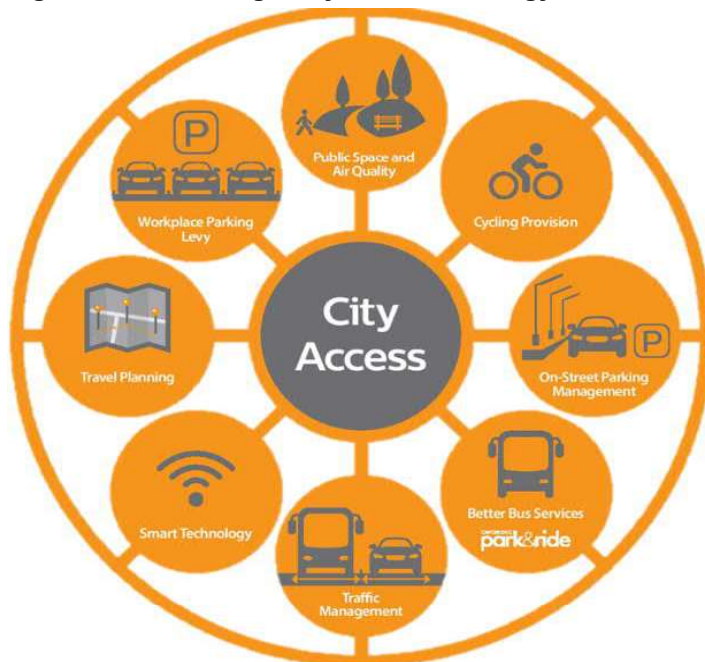 Public Space and
Air Quality
Cycling Provision
On-Street Parking
Management
P
Better Bus Services
park&ride
Traffic
Management
Smart Technology
Travel Planning
P
Workplace Parking
Levy
City
Access